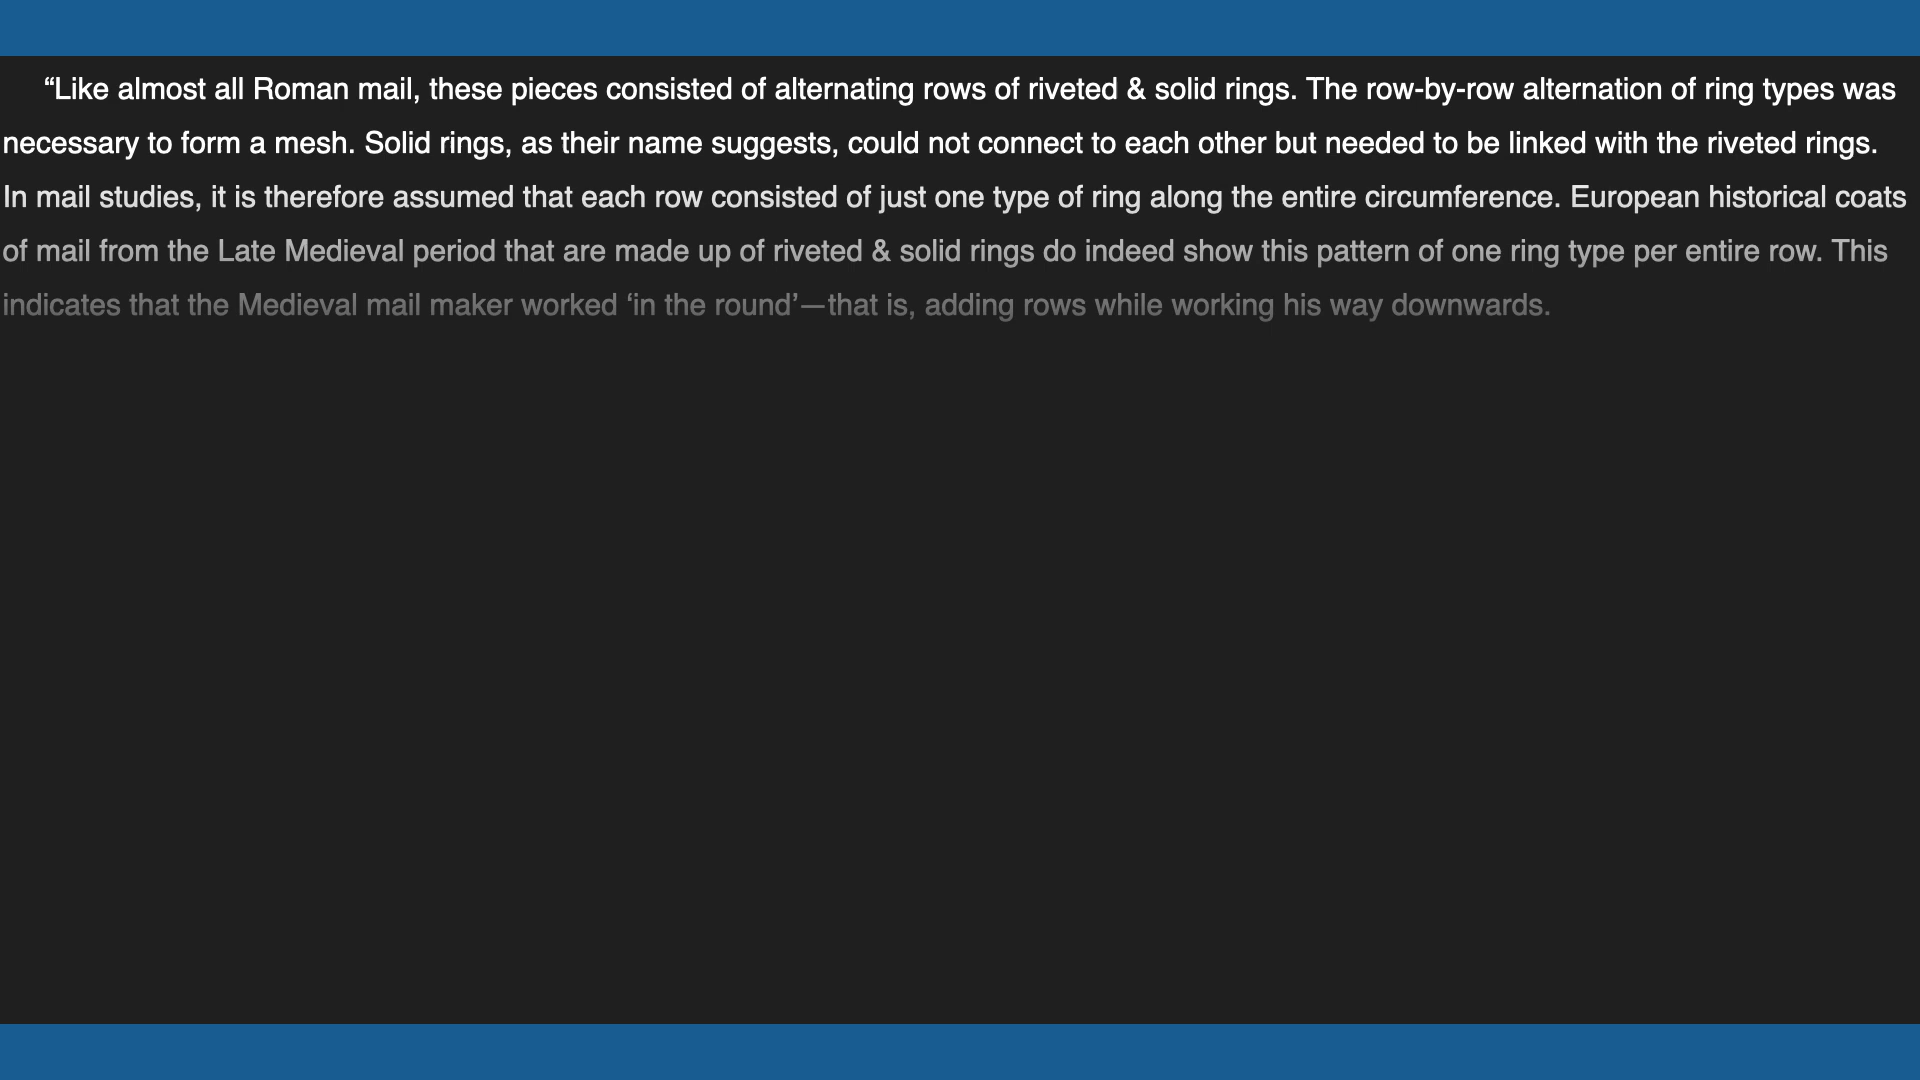 “Like almost all Roman mail, these pieces consisted of alternating rows of riveted & solid rings. The row-by-row alternation of ring types was
necessary to form a mesh. Solid rings, as their name suggests, could not connect to each other but needed to be linked with the riveted rings.
In mail studies, it is therefore assumed that each row consisted of just one type of ring along the entire circumference. European historical coats
of mail from the Late Medieval period that are made up of riveted & solid rings do indeed show this pattern of one ring type per entire row. This
indicates that the Medieval mail maker worked ‘in the round’—that is, adding rows while working his way downwards.